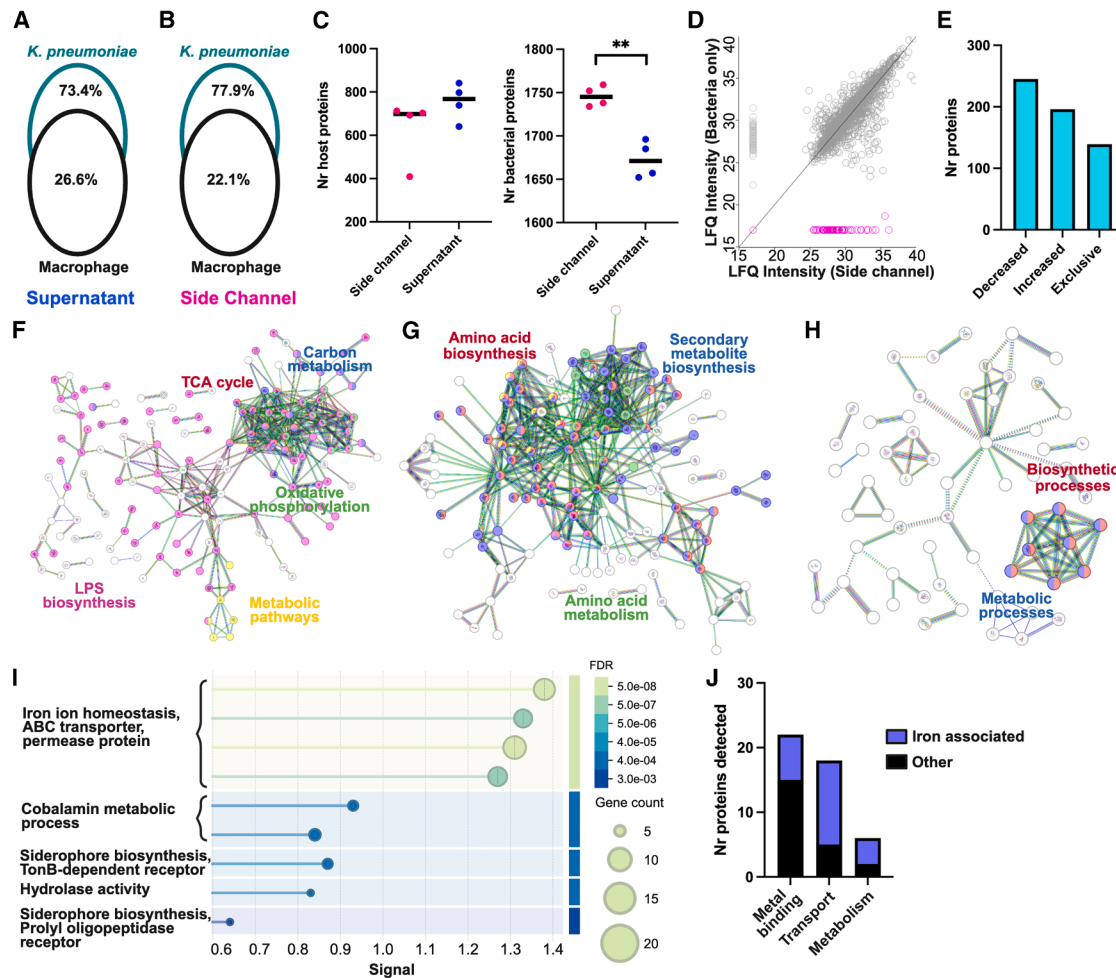 A
K. pneumoniae
73.4%
26.6%
Macrophage
Supernatant
B
K. pneumoniae
77.9%
22.1%
Macrophage
Side Channel
C
Nr host proteins
1000
800
600
400
200
Side channel
Supernatant
Nr bacterial proteins
1800
1750
1700
1650
1600
**
Side channel
Supernatant
D
LFQ Intensity (Bacteria only)
40
35
30
25
20
15
20
25
30
35
40
LFQ Intensity (Side channel)
E
Nr proteins
300
200
100
0
Decreased
Increased
Exclusive
F
Carbon
metabolism
TCA cycle
Oxidative
phosphorylation
LPS
biosynthesis
Metabolic
pathways
G
Amino acid
biosynthesis
Secondary
metabolite
biosynthesis
Amino acid
metabolism
H
Biosynthetic
processes
Metabolic
processes
I
Iron ion homeostasis,
ABC transporter,
permease protein
Cobalamin metabolic
process
Siderophore biosynthesis,
TonB-dependent receptor
Hydrolase activity
Siderophore biosynthesis,
Prolyl oligopeptidase
receptor
0.6
0.7
0.8
0.9
1.0
1.1
1.2
1.3
1.4
Signal
FDR
5.0e-08
5.0e-07
5.0e-06
4.0e-05
4.0e-04
3.0e-03
Gene count
5
10
15
20
J
Nr proteins detected
30
20
10
0
Metal
binding
Transport
Metabolism
Iron associated
Other